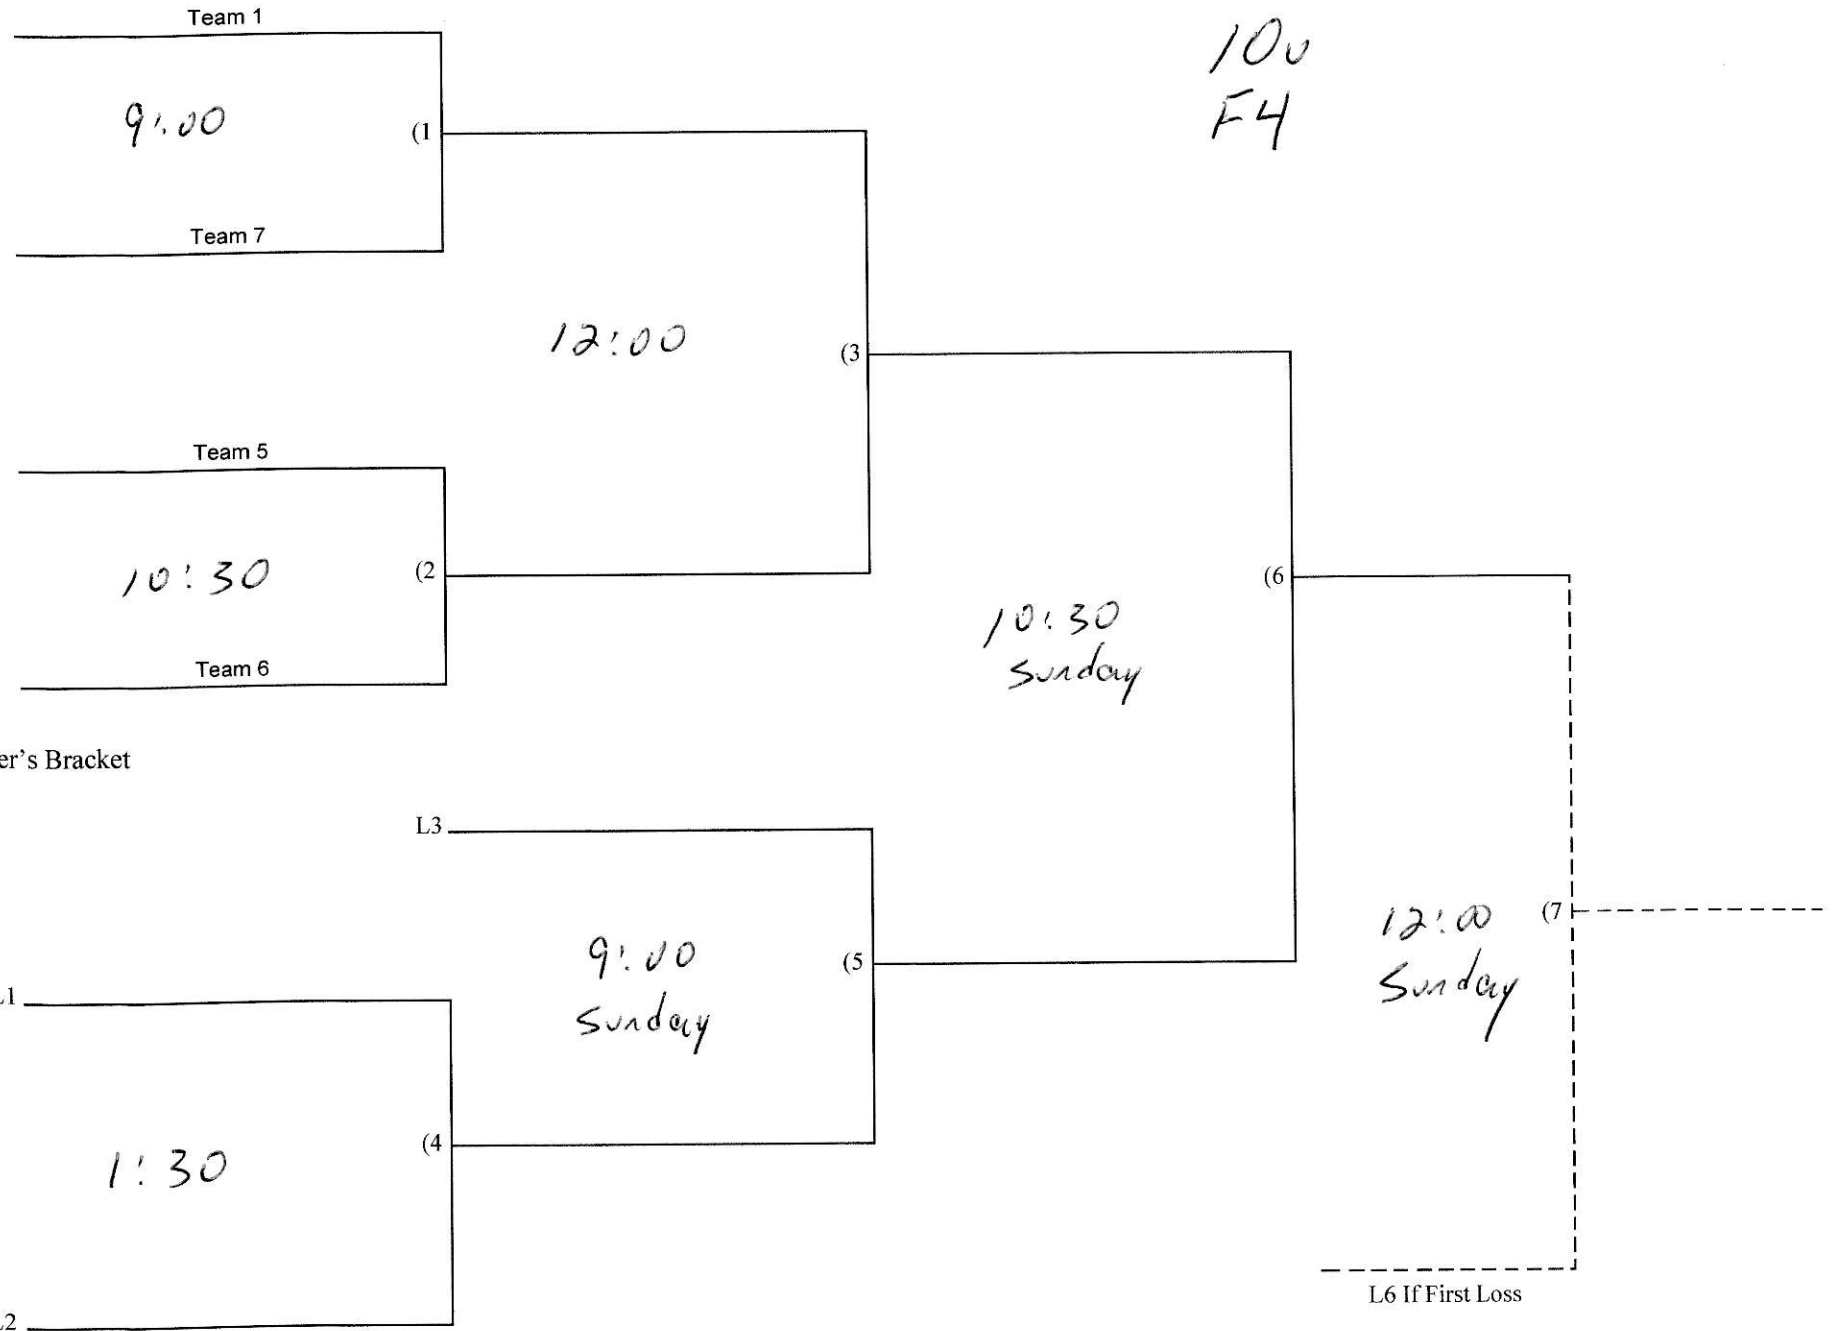 Team 1
10u
F4
9:00
(1
Team 7
12:00
(3
Team 5
10:30
(2
(6
10:30
Sunday
Team 6
er's Bracket
L3
12:00
Sunday
(7
9:00
Sunday
(5
L1
1:30
(4
L6 If First Loss
L2